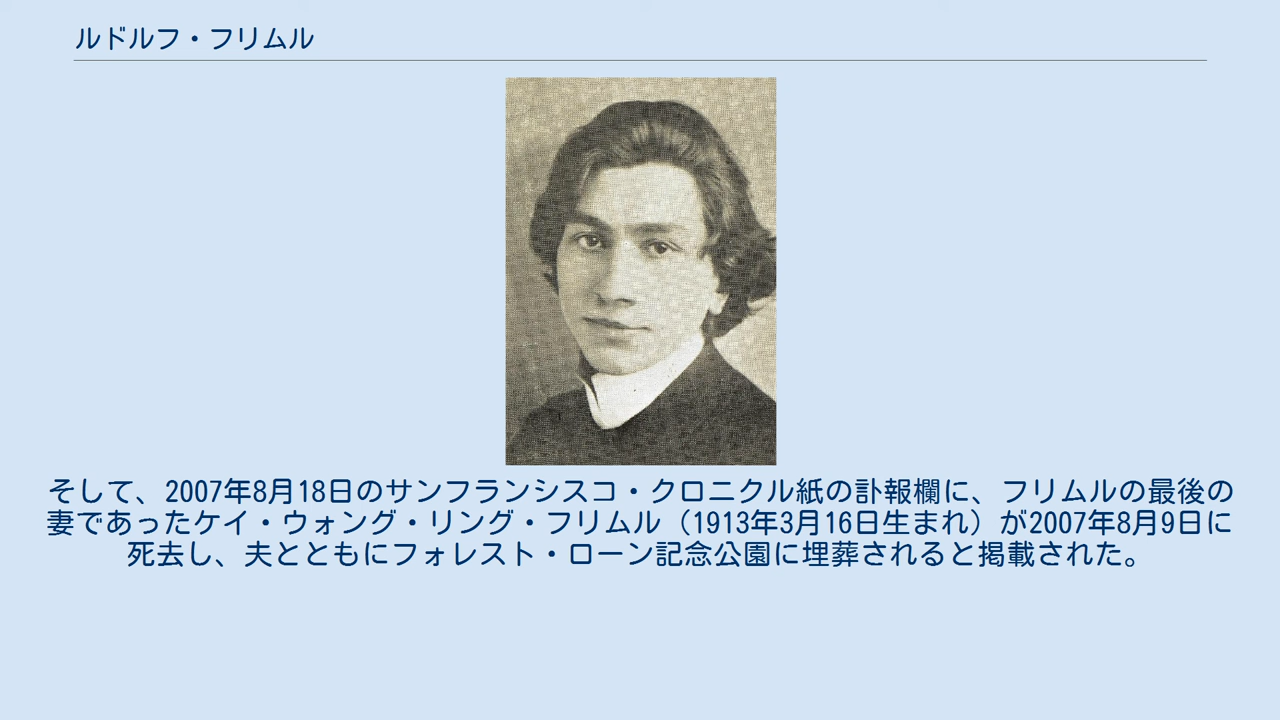 ルドルフ・フリムル
そして、2007年8月18日のサンフランシスコ・クロニクル紙の訃報欄に、フリムルの最後の
妻であったケイ・ウォング・リング・フリムル（1913年3月16日生まれ）が2007年8月9日に
死去し、夫とともにフォレスト・ローン記念公園に埋葬されると掲載された。